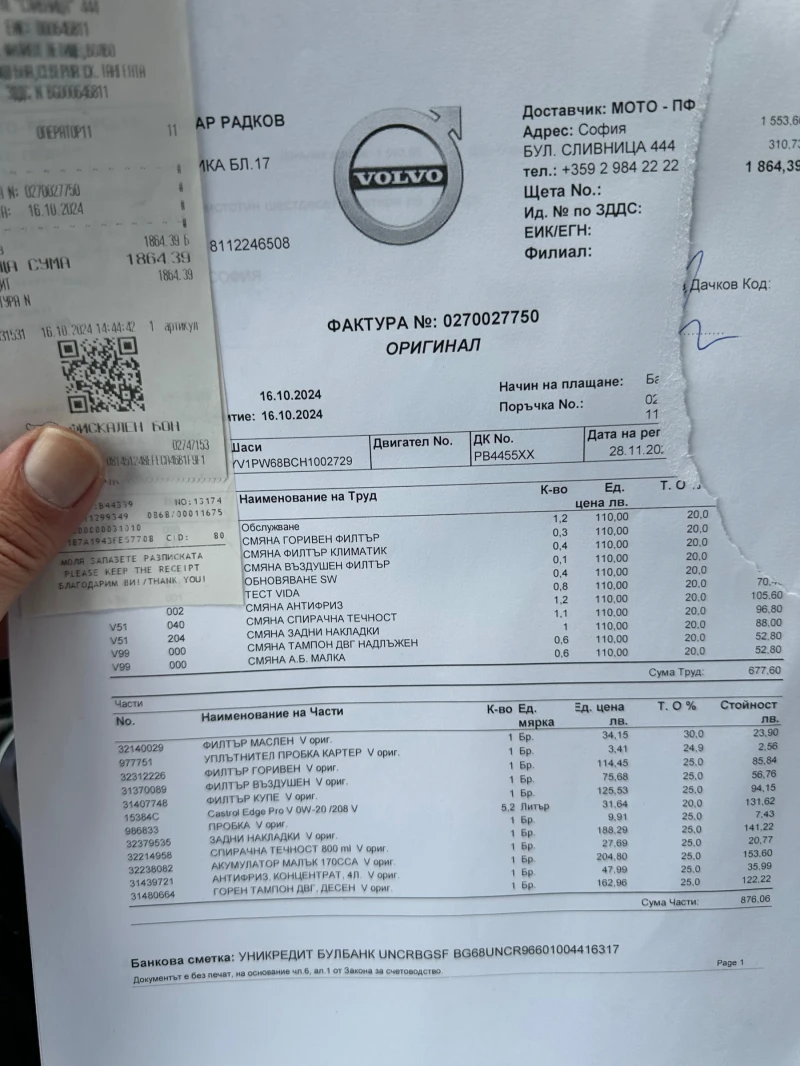 444
ОПЕРАТОР11 11
N: 0270027750
16.10.2024
1864.39 Б
СУМА 1864.39
1864.39
16.10.2024 14:44:42 1 артикул
ФИСКАЛЕН БОН
02747153
NO:13174
0868/00011675
CID: 80
МОЛЯ ЗАПАЗЕТЕ РАЗПИСКАТА
PLEASE KEEP THE RECEIPT
БЛАГОДАРИМ ВИ!/THANK YOU!
АР РАДКОВ
ИКА БЛ.17
8112246508
VOLVO
Доставчик: МОТО - ПФ
Адрес: София
БУЛ. СЛИВНИЦА 444
тел.: +359 2 984 22 22
Щета No.:
Ид. № по ЗДДС:
ЕИК/ЕГН:
Филиал:
1 553,6
310,7
1 864,39
Дачков Код:
ФАКТУРА №: 0270027750
ОРИГИНАЛ
16.10.2024
тие: 16.10.2024
Начин на плащане:
Поръчка No.: 02
11
Шаси Двигател No. ДК No. Дата на рег
YV1PW68BCH1002729 PB4455XX 28.11.20
Наименование на Труд К-во Ед. цена лв. Т. О %
Обслужване 1,2 110,00 20,0
СМЯНА ГОРИВЕН ФИЛТЪР 0,3 110,00 20,0
СМЯНА ФИЛТЪР КЛИМАТИК 0,4 110,00 20,0
СМЯНА ВЪЗДУШЕН ФИЛТЪР 0,1 110,00 20,0
ОБНОВЯВАНЕ SW 0,4 110,00 20,0
ТЕСТ VIDA 0,8 110,00 20,0 70,4
002 СМЯНА АНТИФРИЗ 1,2 110,00 20,0 105,60
V51 040 СМЯНА СПИРАЧНА ТЕЧНОСТ 1,1 110,00 20,0 96,80
V51 204 СМЯНА ЗАДНИ НАКЛАДКИ 1 110,00 20,0 88,00
V99 000 СМЯНА ТАМПОН ДВГ НАДЛЪЖЕН 0,6 110,00 20,0 52,80
V99 000 СМЯНА А.Б. МАЛКА 0,6 110,00 20,0 52,80
Сума Труд: 677,60
Части
No. Наименование на Части К-во Ед. мярка Ед. цена лв. Т. О % Стойност лв.
32140029 ФИЛТЪР МАСЛЕН V ориг. 1 Бр. 34,15 30,0 23,90
977751 УПЛЪТНИТЕЛ ПРОБКА КАРТЕР V ориг. 1 Бр. 3,41 24,9 2,56
32312226 ФИЛТЪР ГОРИВЕН V ориг. 1 Бр. 114,45 25,0 85,84
31370089 ФИЛТЪР ВЪЗДУШЕН V ориг. 1 Бр. 75,68 25,0 56,76
31407748 ФИЛТЪР КУПЕ V ориг. 1 Бр. 125,53 25,0 94,15
15384C Castrol Edge Pro V 0W-20 /208 V 5,2 Литър 31,64 20,0 131,62
986833 ПРОБКА V ориг. 1 Бр. 9,91 25,0 7,43
32379535 ЗАДНИ НАКЛАДКИ V ориг. 1 Бр. 188,29 25,0 141,22
32214958 СПИРАЧНА ТЕЧНОСТ 800 ml V ориг. 1 Бр. 27,69 25,0 20,77
32238082 АКУМУЛАТОР МАЛЪК 170CCA V ориг. 1 Бр. 204,80 25,0 153,60
31439721 АНТИФРИЗ, КОНЦЕНТРАТ, 4Л. V ориг. 1 Бр. 47,99 25,0 35,99
31480664 ГОРЕН ТАМПОН ДВГ, ДЕСЕН V ориг. 1 Бр. 162,96 25,0 122,22
Сума Части: 876,06
Банкова сметка: УНИКРЕДИТ БУЛБАНК UNCRBGSF BG68UNCR96601004416317
Документът е без печат, на основание чл.6, ал.1 от Закона за счетоводство
Page 1